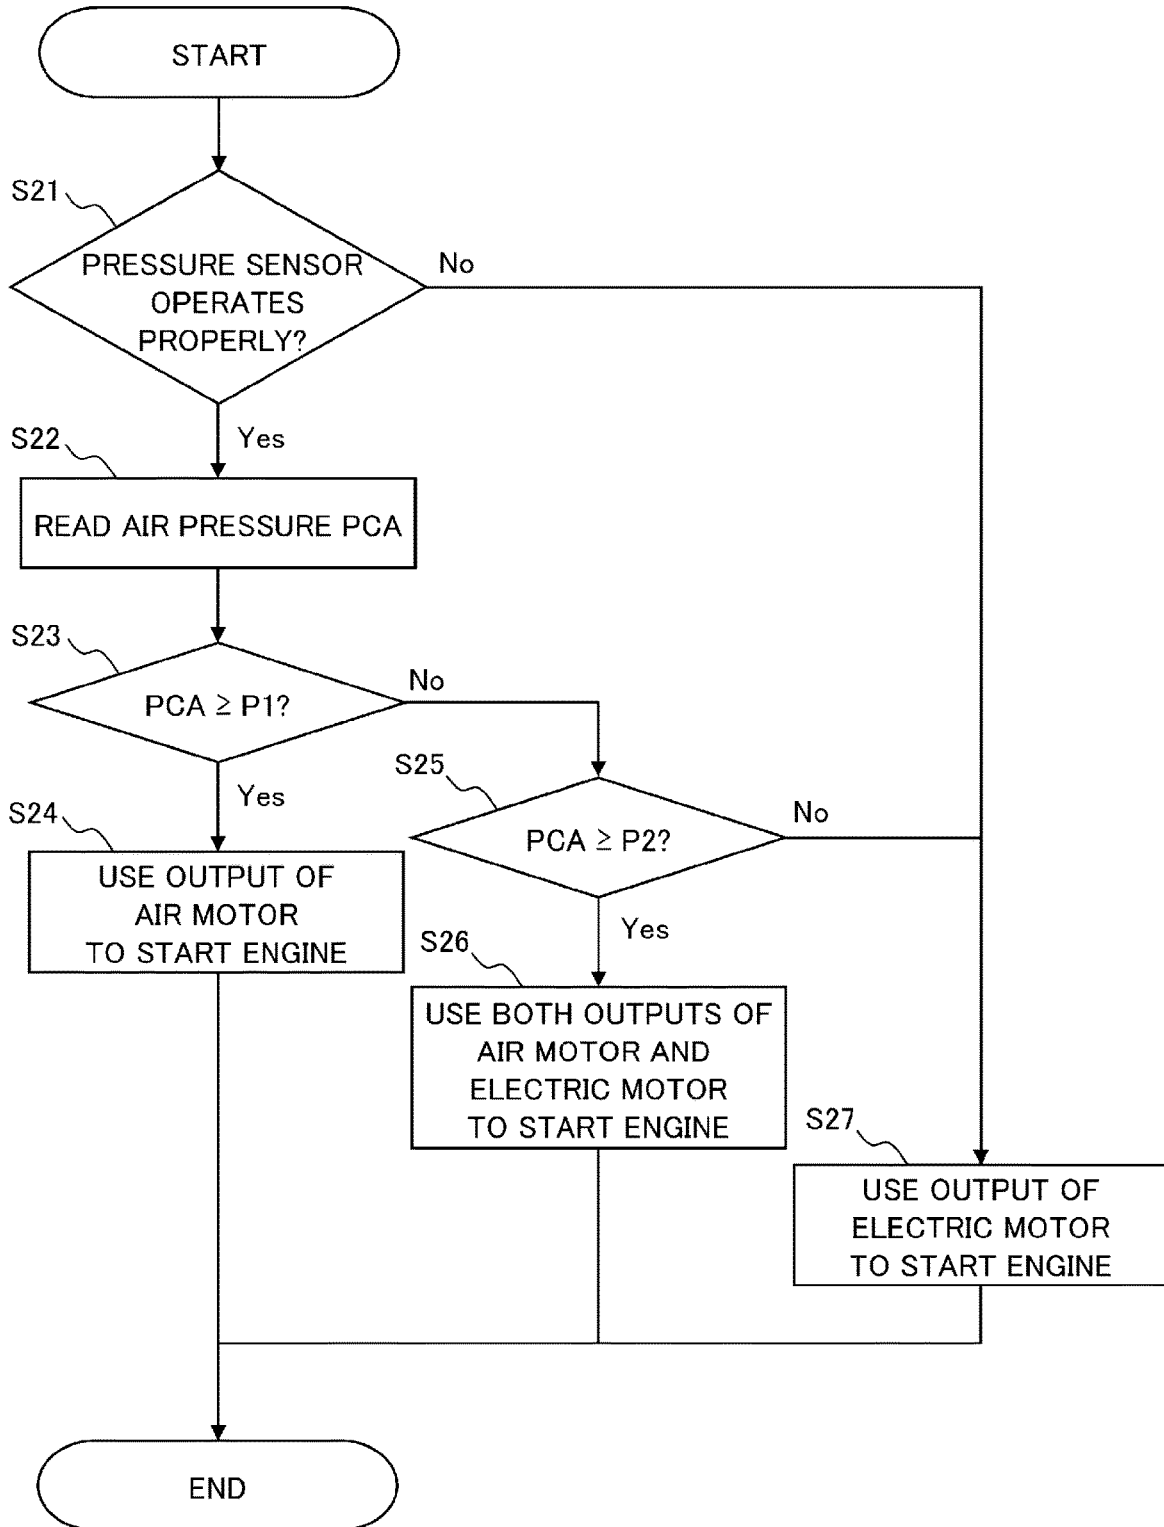 START
S21
PRESSURE SENSOR
OPERATES
PROPERLY?
No
Yes
S22
READ AIR PRESSURE PCA
S23
PCA ≧ P1?
No
Yes
S24
USE OUTPUT OF
AIR MOTOR
TO START ENGINE
S25
PCA ≧ P2?
No
Yes
S26
USE BOTH OUTPUTS OF
AIR MOTOR AND
ELECTRIC MOTOR
TO START ENGINE
S27
USE OUTPUT OF
ELECTRIC MOTOR
TO START ENGINE
END